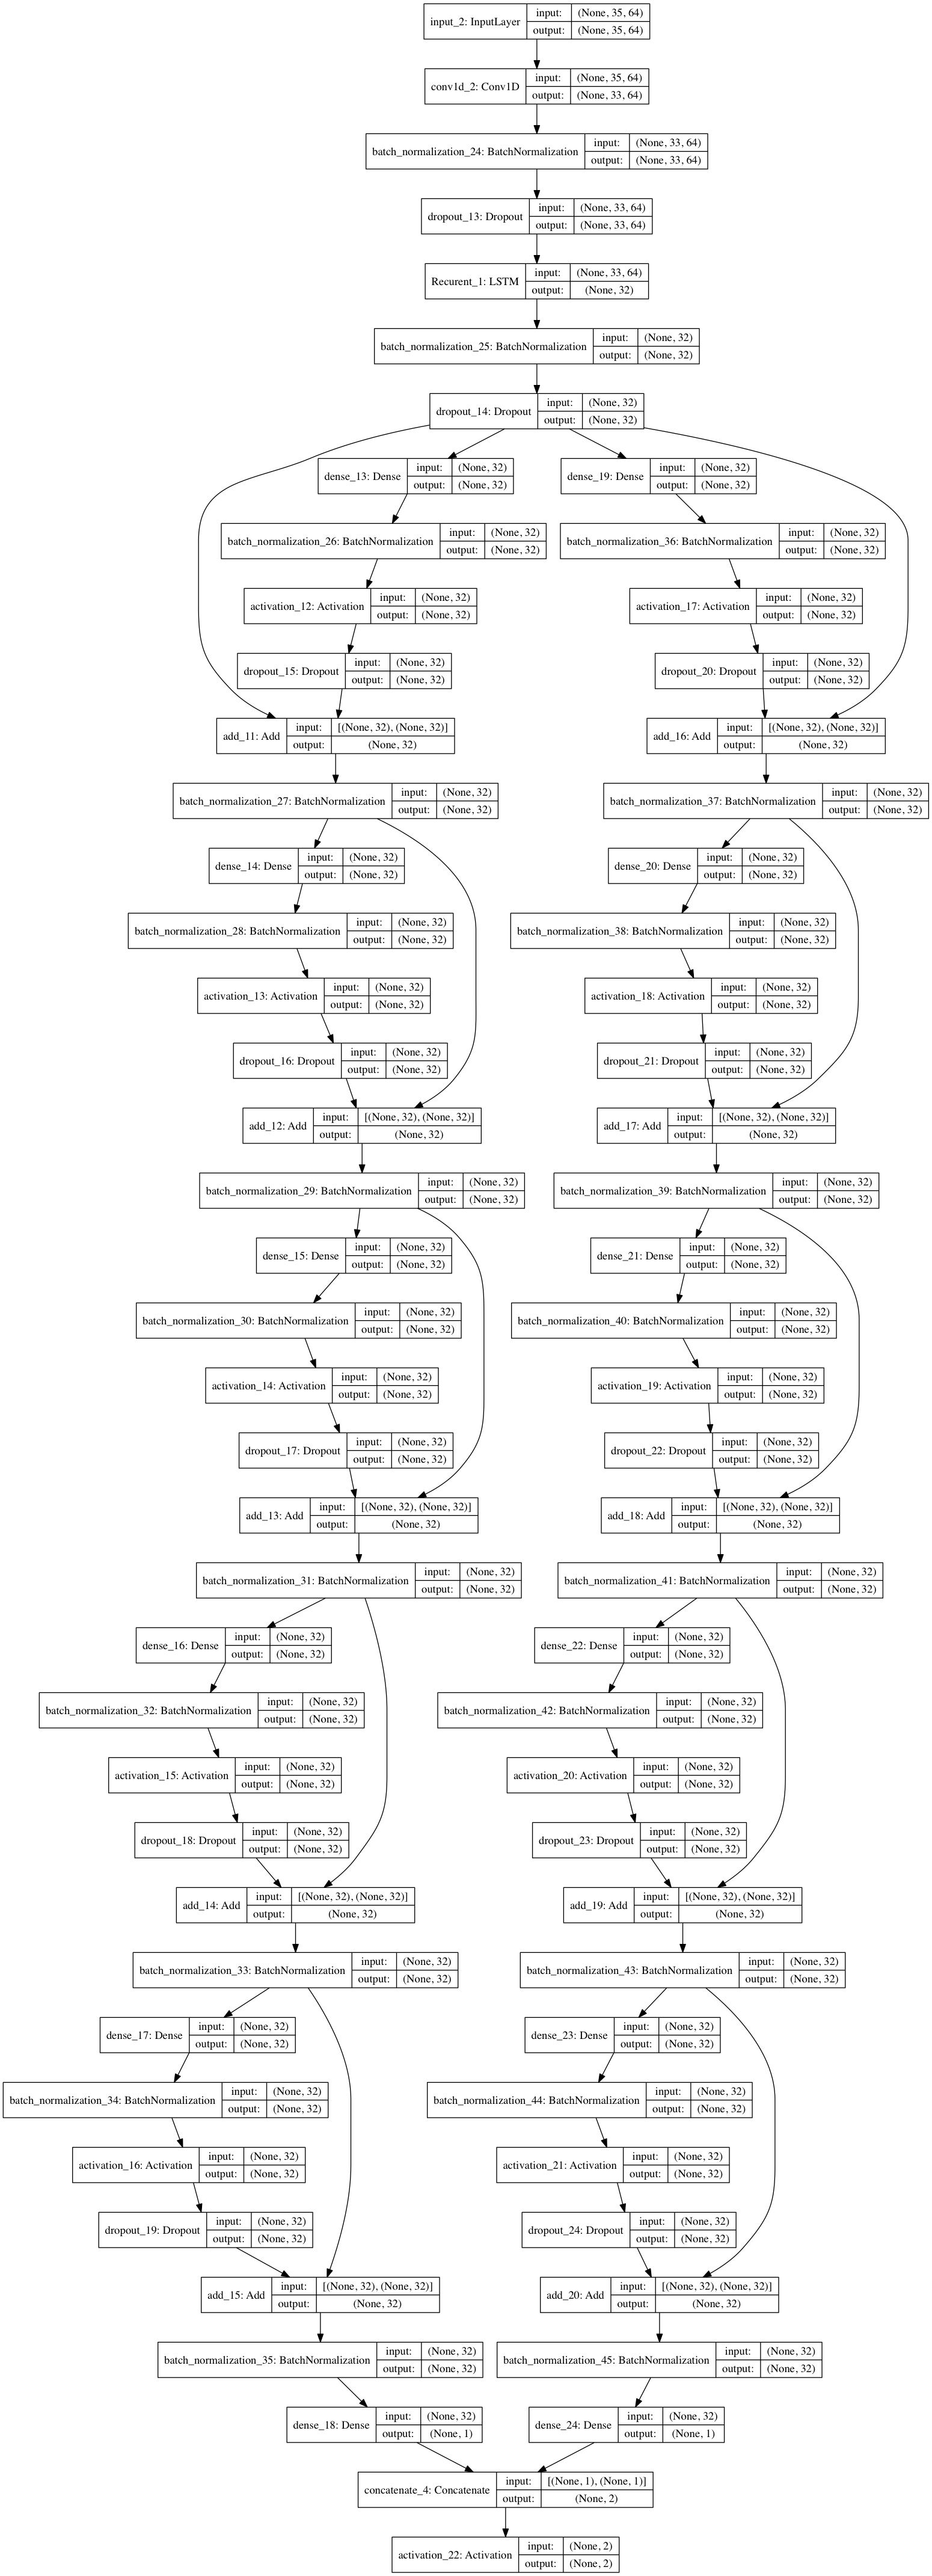 input_2: InputLayer input: (None, 35, 64)
output: (None, 35, 64)
conv1d_2: Conv1D input: (None, 35, 64)
output: (None, 33, 64)
batch_normalization_24: BatchNormalization input: (None, 33, 64)
output: (None, 33, 64)
dropout_13: Dropout input: (None, 33, 64)
output: (None, 33, 64)
Recurent_1: LSTM input: (None, 33, 64)
output: (None, 32)
batch_normalization_25: BatchNormalization input: (None, 32)
output: (None, 32)
dropout_14: Dropout input: (None, 32)
output: (None, 32)
dense_13: Dense input: (None, 32)
output: (None, 32)
dense_19: Dense input: (None, 32)
output: (None, 32)
batch_normalization_26: BatchNormalization input: (None, 32)
output: (None, 32)
batch_normalization_36: BatchNormalization input: (None, 32)
output: (None, 32)
activation_12: Activation input: (None, 32)
output: (None, 32)
activation_17: Activation input: (None, 32)
output: (None, 32)
dropout_15: Dropout input: (None, 32)
output: (None, 32)
dropout_20: Dropout input: (None, 32)
output: (None, 32)
add_11: Add input: [(None, 32), (None, 32)]
output: (None, 32)
add_16: Add input: [(None, 32), (None, 32)]
output: (None, 32)
batch_normalization_27: BatchNormalization input: (None, 32)
output: (None, 32)
batch_normalization_37: BatchNormalization input: (None, 32)
output: (None, 32)
dense_14: Dense input: (None, 32)
output: (None, 32)
dense_20: Dense input: (None, 32)
output: (None, 32)
batch_normalization_28: BatchNormalization input: (None, 32)
output: (None, 32)
batch_normalization_38: BatchNormalization input: (None, 32)
output: (None, 32)
activation_13: Activation input: (None, 32)
output: (None, 32)
activation_18: Activation input: (None, 32)
output: (None, 32)
dropout_16: Dropout input: (None, 32)
output: (None, 32)
dropout_21: Dropout input: (None, 32)
output: (None, 32)
add_12: Add input: [(None, 32), (None, 32)]
output: (None, 32)
add_17: Add input: [(None, 32), (None, 32)]
output: (None, 32)
batch_normalization_29: BatchNormalization input: (None, 32)
output: (None, 32)
batch_normalization_39: BatchNormalization input: (None, 32)
output: (None, 32)
dense_15: Dense input: (None, 32)
output: (None, 32)
dense_21: Dense input: (None, 32)
output: (None, 32)
batch_normalization_30: BatchNormalization input: (None, 32)
output: (None, 32)
batch_normalization_40: BatchNormalization input: (None, 32)
output: (None, 32)
activation_14: Activation input: (None, 32)
output: (None, 32)
activation_19: Activation input: (None, 32)
output: (None, 32)
dropout_17: Dropout input: (None, 32)
output: (None, 32)
dropout_22: Dropout input: (None, 32)
output: (None, 32)
add_13: Add input: [(None, 32), (None, 32)]
output: (None, 32)
add_18: Add input: [(None, 32), (None, 32)]
output: (None, 32)
batch_normalization_31: BatchNormalization input: (None, 32)
output: (None, 32)
batch_normalization_41: BatchNormalization input: (None, 32)
output: (None, 32)
dense_16: Dense input: (None, 32)
output: (None, 32)
dense_22: Dense input: (None, 32)
output: (None, 32)
batch_normalization_32: BatchNormalization input: (None, 32)
output: (None, 32)
batch_normalization_42: BatchNormalization input: (None, 32)
output: (None, 32)
activation_15: Activation input: (None, 32)
output: (None, 32)
activation_20: Activation input: (None, 32)
output: (None, 32)
dropout_18: Dropout input: (None, 32)
output: (None, 32)
dropout_23: Dropout input: (None, 32)
output: (None, 32)
add_14: Add input: [(None, 32), (None, 32)]
output: (None, 32)
add_19: Add input: [(None, 32), (None, 32)]
output: (None, 32)
batch_normalization_33: BatchNormalization input: (None, 32)
output: (None, 32)
batch_normalization_43: BatchNormalization input: (None, 32)
output: (None, 32)
dense_17: Dense input: (None, 32)
output: (None, 32)
dense_23: Dense input: (None, 32)
output: (None, 32)
batch_normalization_34: BatchNormalization input: (None, 32)
output: (None, 32)
batch_normalization_44: BatchNormalization input: (None, 32)
output: (None, 32)
activation_16: Activation input: (None, 32)
output: (None, 32)
activation_21: Activation input: (None, 32)
output: (None, 32)
dropout_19: Dropout input: (None, 32)
output: (None, 32)
dropout_24: Dropout input: (None, 32)
output: (None, 32)
add_15: Add input: [(None, 32), (None, 32)]
output: (None, 32)
add_20: Add input: [(None, 32), (None, 32)]
output: (None, 32)
batch_normalization_35: BatchNormalization input: (None, 32)
output: (None, 32)
batch_normalization_45: BatchNormalization input: (None, 32)
output: (None, 32)
dense_18: Dense input: (None, 32)
output: (None, 1)
dense_24: Dense input: (None, 32)
output: (None, 1)
concatenate_4: Concatenate input: [(None, 1), (None, 1)]
output: (None, 2)
activation_22: Activation input: (None, 2)
output: (None, 2)